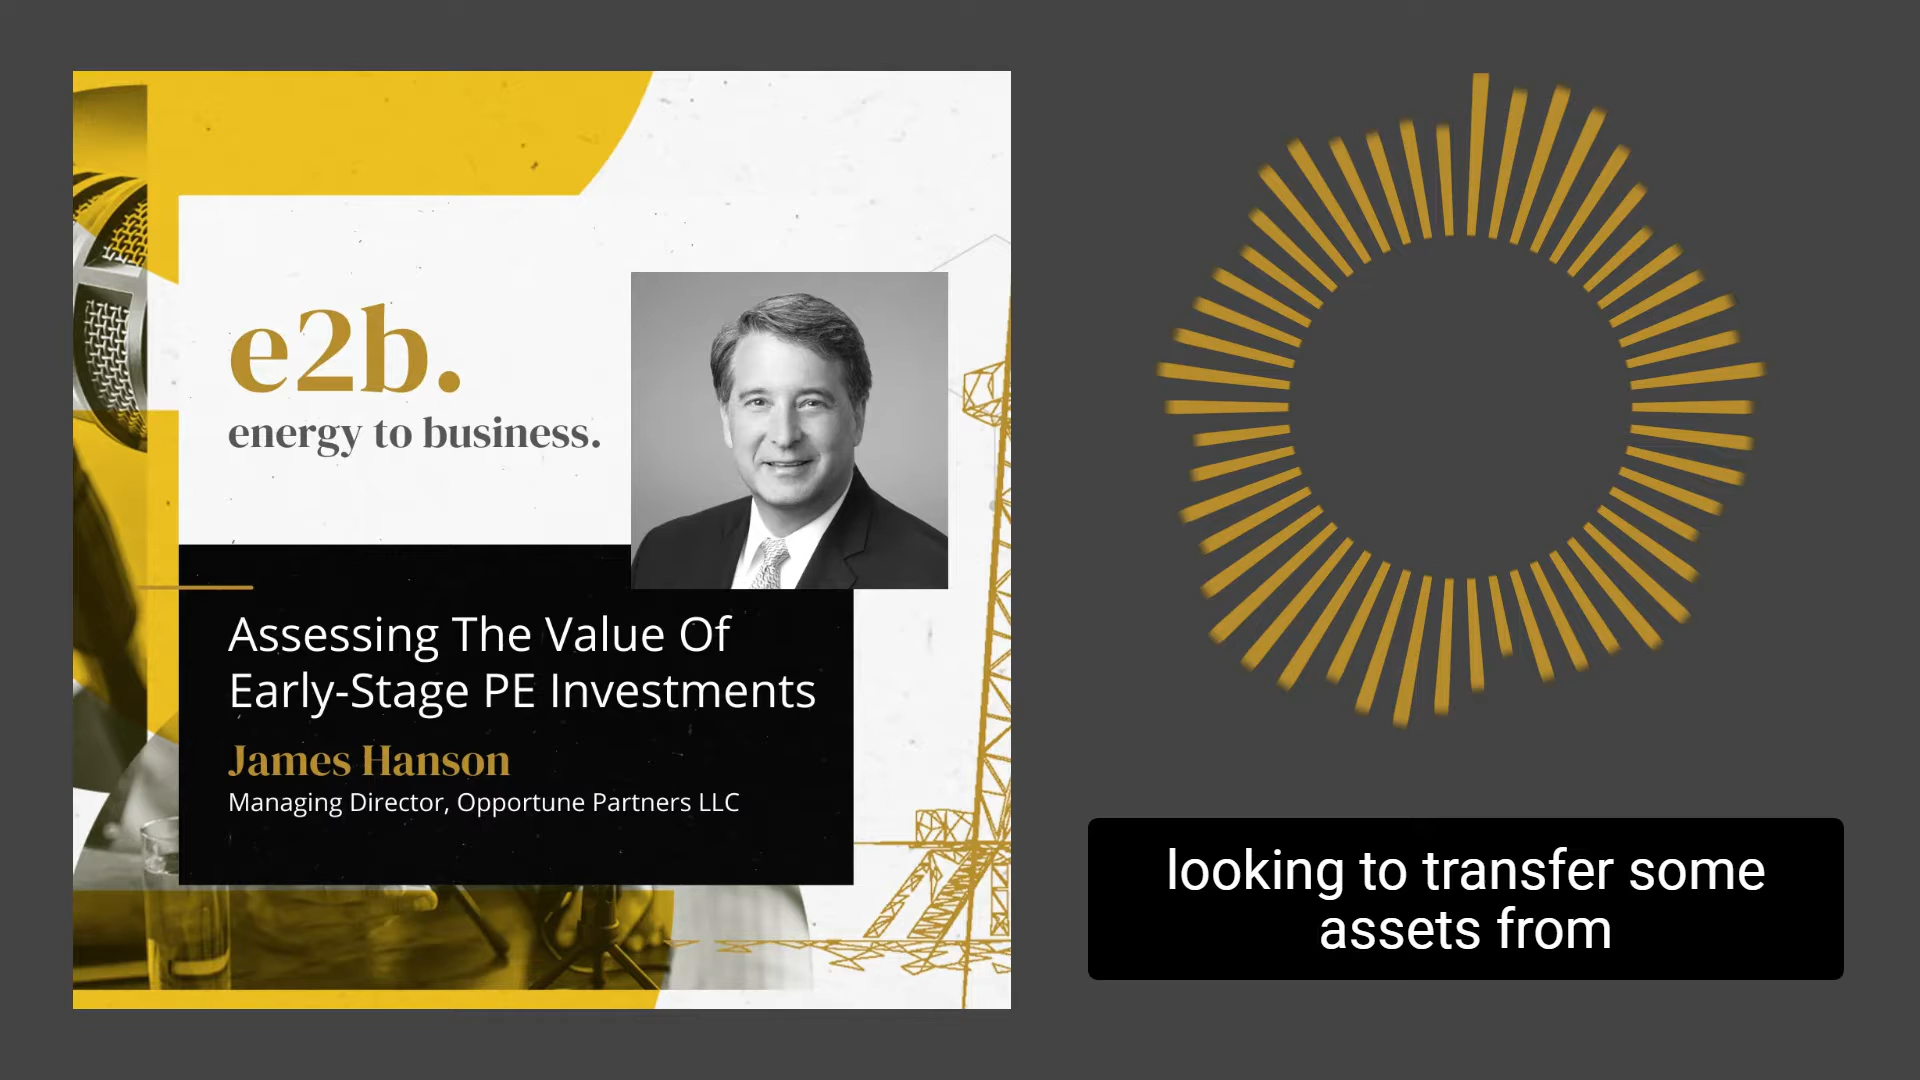 e2b.
energy to business.
Assessing The Value Of
Early-Stage PE Investments
James Hanson
Managing Director, Opportune Partners LLC
looking to transfer some
assets from